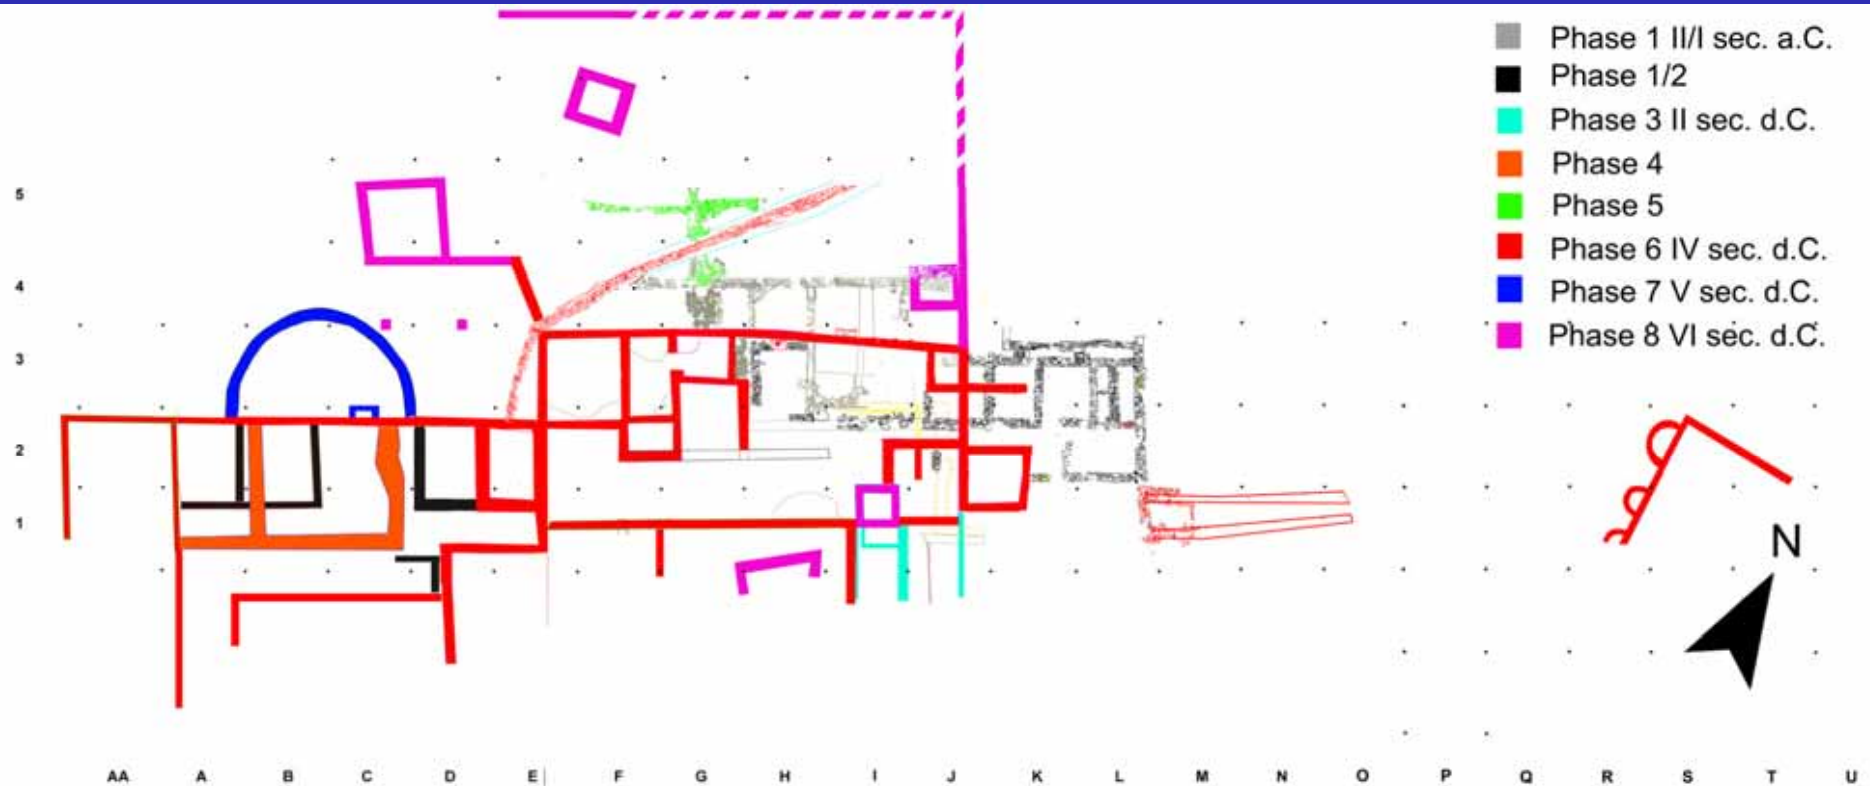 Phase 1 II/I sec. a.C.
Phase 1/2
Phase 3 II sec. d.C.
Phase 4
Phase 5
Phase 6 IV sec. d.C.
Phase 7 V sec. d.C.
Phase 8 VI sec. d.C.
5
4
3
2
1
N
AA A B C D E F G H I J K L M N O P Q R S T U